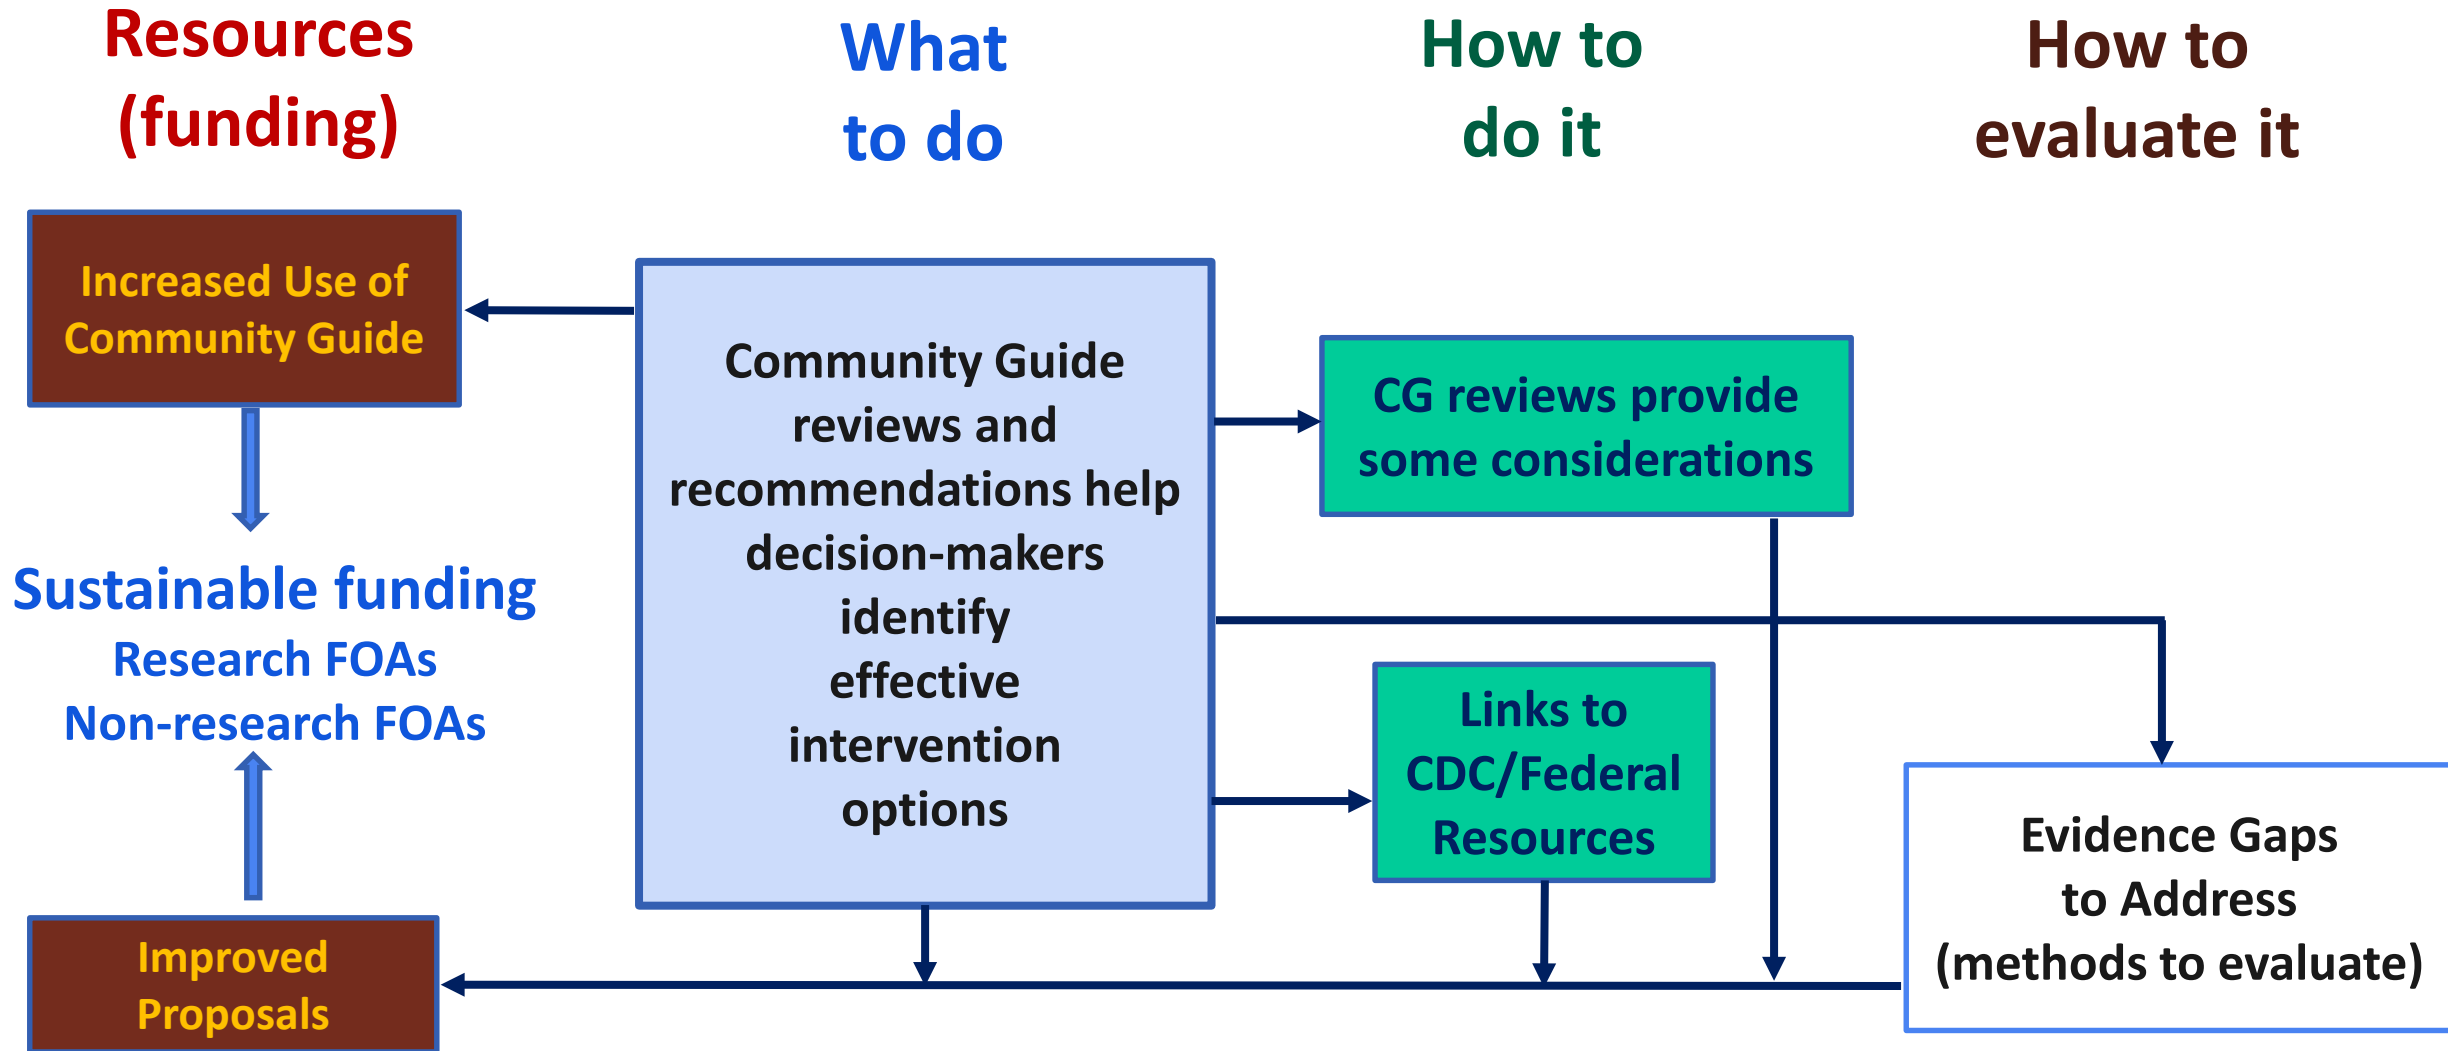 Resources
(funding)
What
to do
How to
do it
How to
evaluate it
Increased Use of
Community Guide
Sustainable funding
Research FOAs
Non-research FOAs
Improved
Proposals
Community Guide
reviews and
recommendations help
decision-makers
identify
effective
intervention
options
CG reviews provide
some considerations
Links to
CDC/Federal
Resources
Evidence Gaps
to Address
(methods to evaluate)